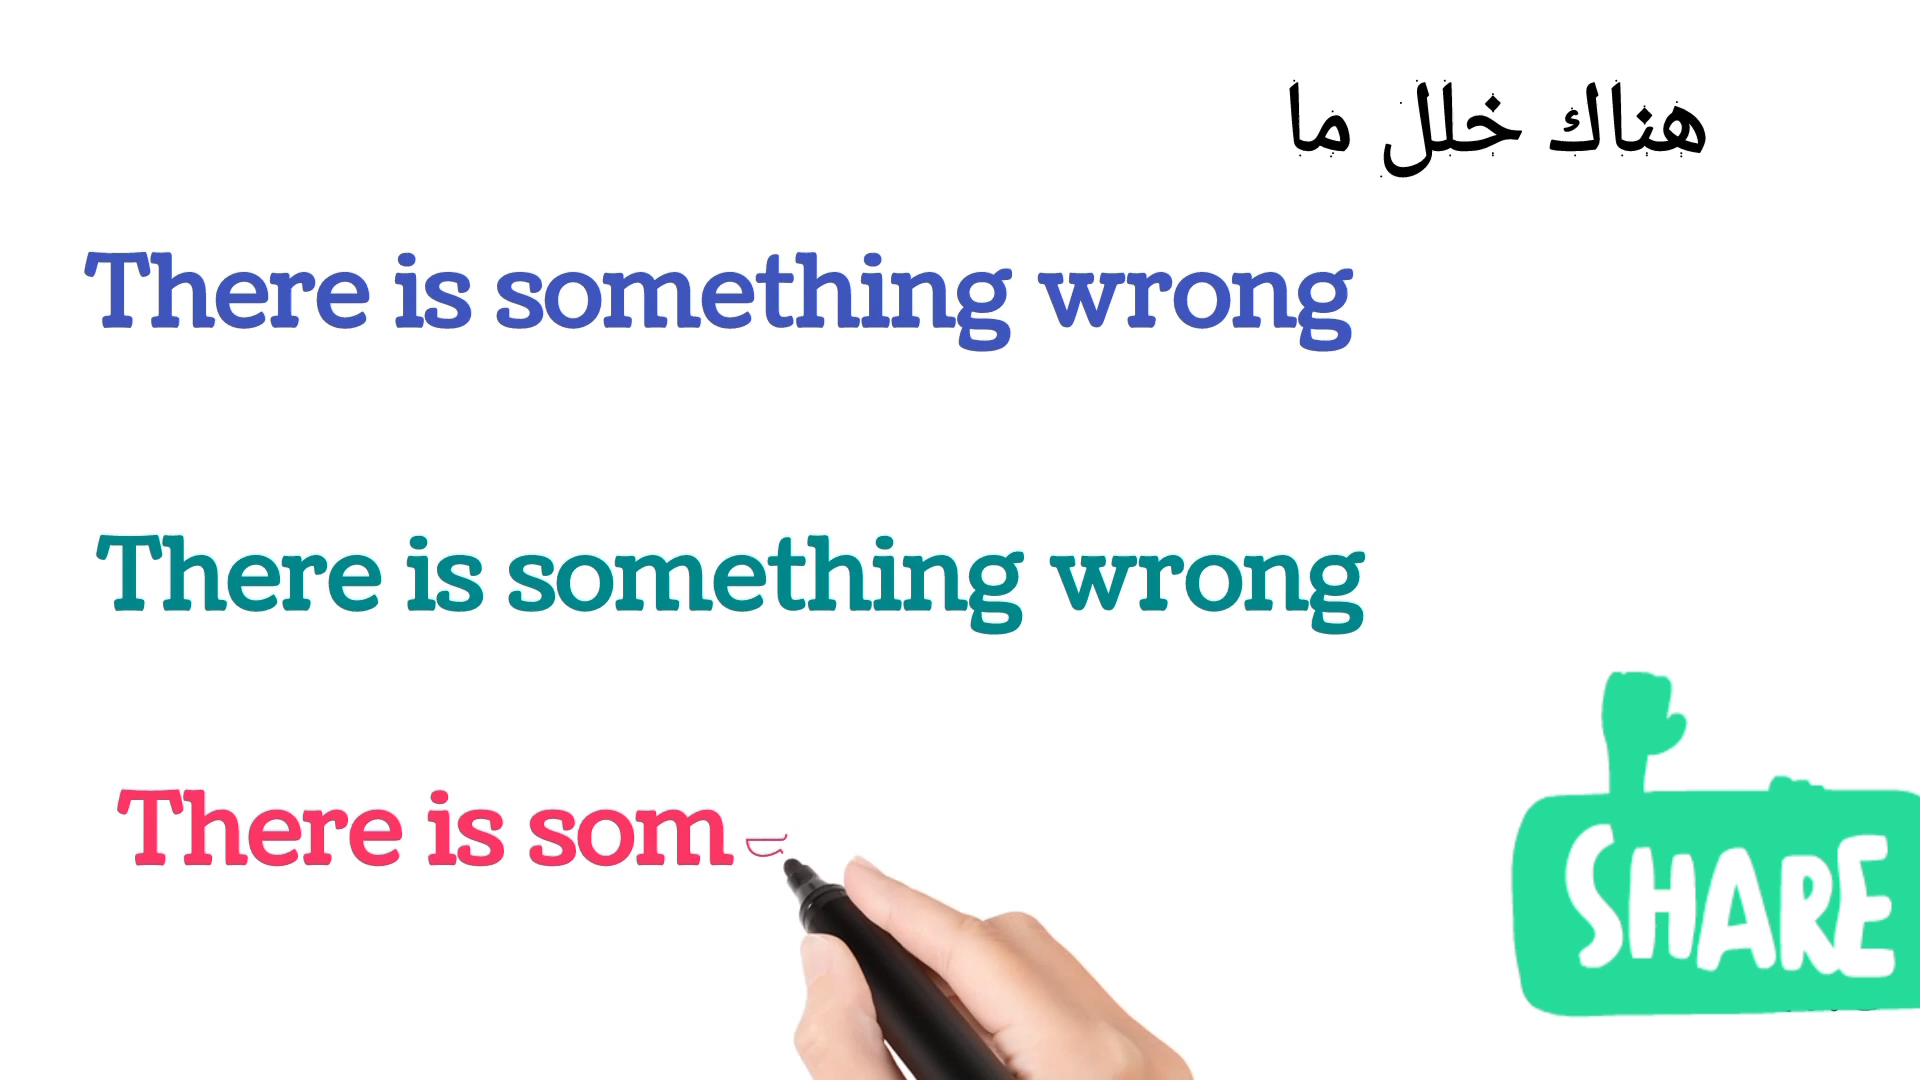 هناك خلل ما
There is something wrong
There is something wrong
There is som
SHARE